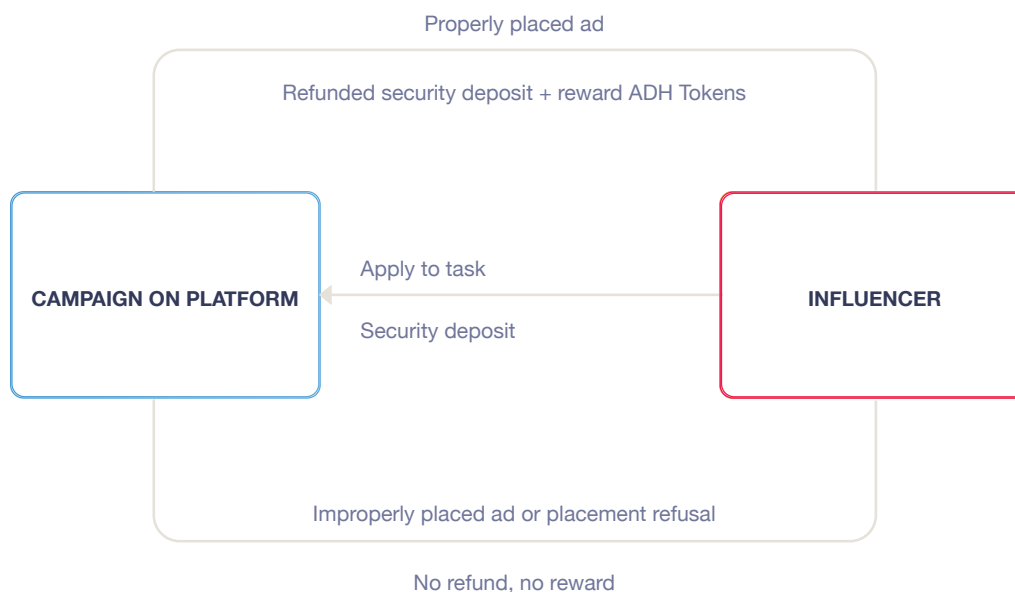 Properly placed ad
Refunded security deposit + reward ADH Tokens
Apply to task
CAMPAIGN ON PLATFORM
INFLUENCER
Security deposit
Improperly placed ad or placement refusal
No refund, no reward